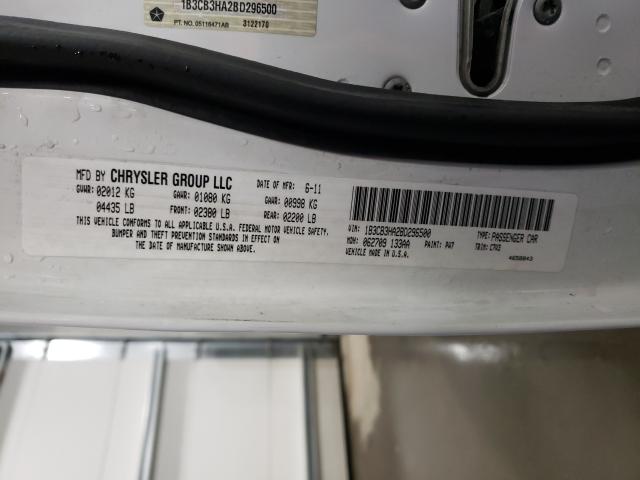 1B3CB3HA2BD296500
PT. NO. 05116471AB 3122170
MFD BY CHRYSLER GROUP LLC DATE OF MFR: 6-11
GVWR: 02012 KG GAWR: 01080 KG GAWR: 00998 KG
04435 LB FRONT: 02380 LB REAR: 02200 LB
THIS VEHICLE CONFORMS TO ALL APPLICABLE U.S.A. FEDERAL MOTOR VEHICLE SAFETY,
BUMPER AND THEFT PREVENTION STANDARDS IN EFFECT ON
THE DATE OF MANUFACTURE SHOWN ABOVE.
VIN: 1B3CB3HA2BD296500 TYPE: PASSENGER CAR
MDH: 062709 133AA PAINT: PW7 TRIM: C7X9
VEHICLE MADE IN U.S.A.